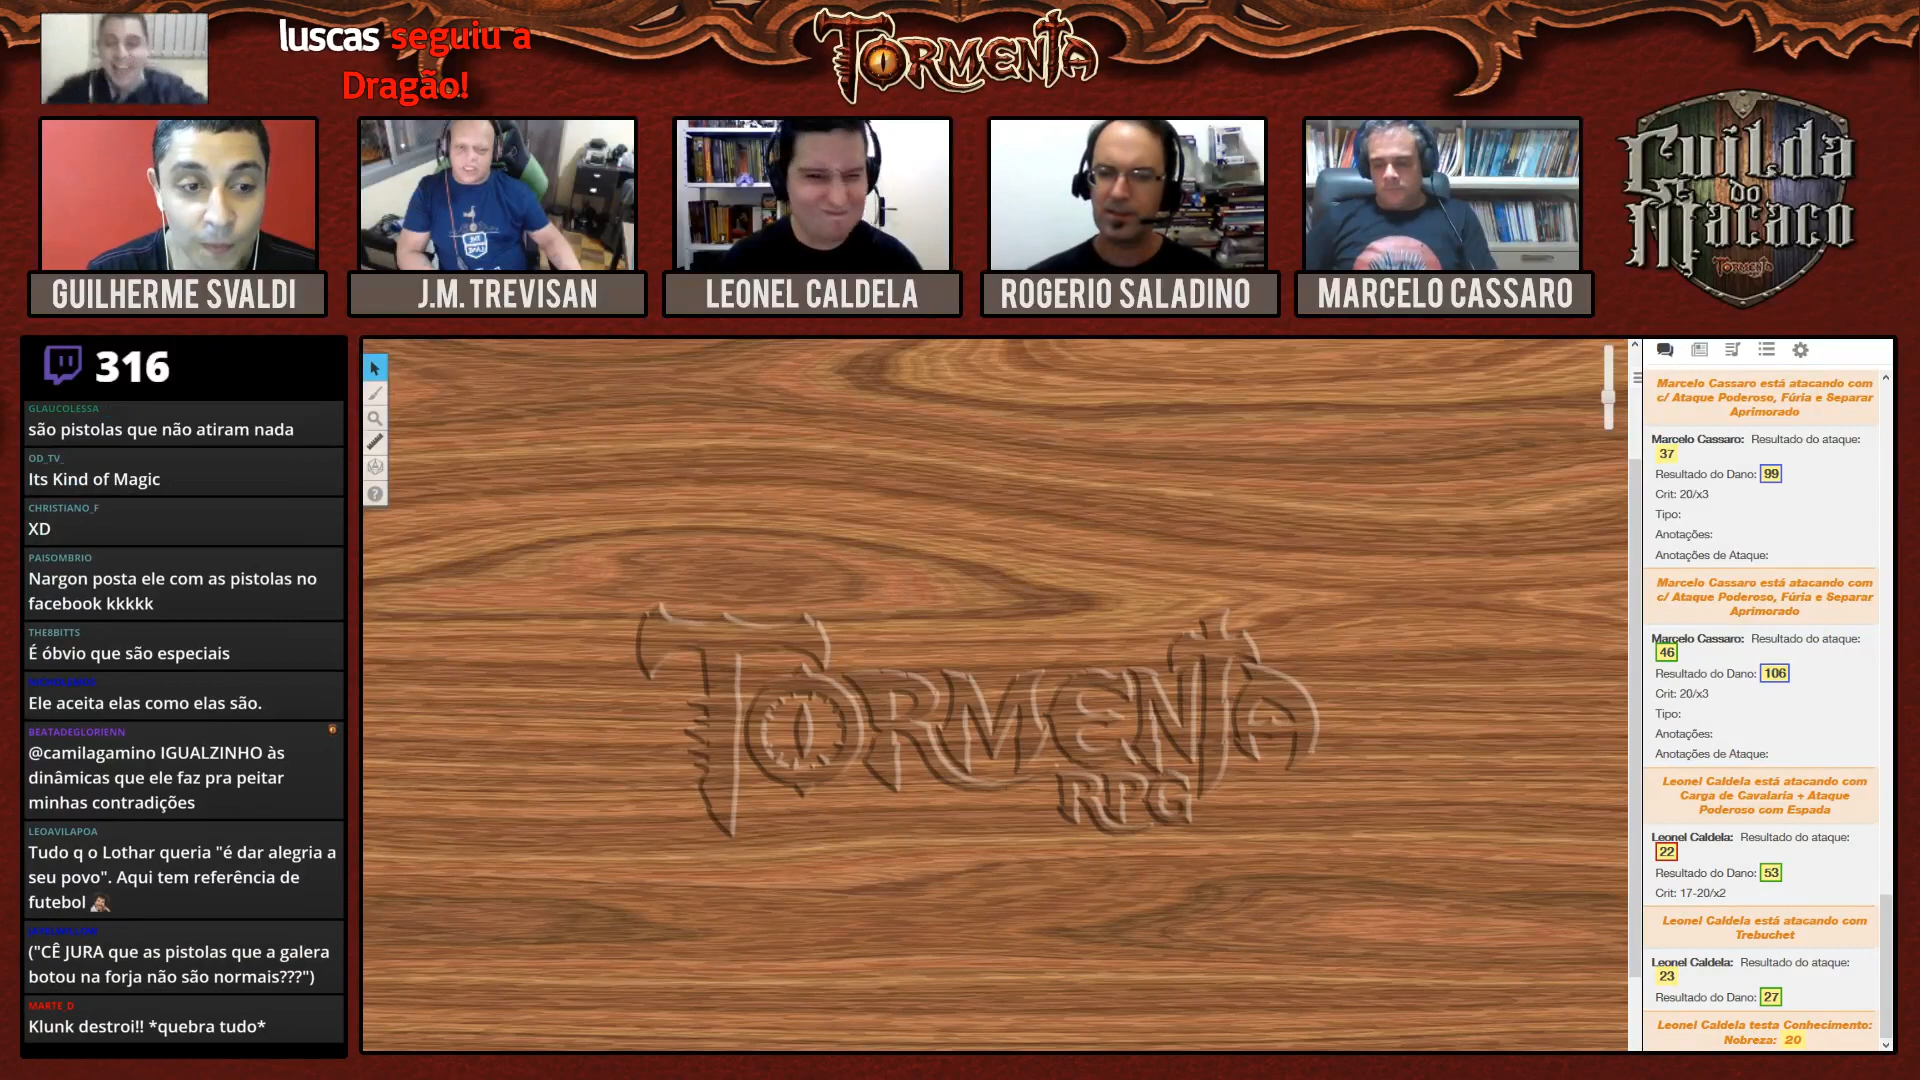 luscas seguiu a
Dragão!
TORMENTA
GUILHERME SVALDI
J.M. TREVISAN
LEONEL CALDELA
ROGERIO SALADINO
MARCELO CASSARO
Guilda
do
Macaco
TORMENTA
316
GLAUCOLESSA
são pistolas que não atiram nada
OD_TV_
Its Kind of Magic
CHRISTIANO_F
XD
PAISOMBRIO
Nargon posta ele com as pistolas no
facebook kkkkk
THE8BITTS
É óbvio que são especiais
Ele aceita elas como elas são.
BEATADEGLORIENN
@camilagamino IGUALZINHO às
dinâmicas que ele faz pra peitar
minhas contradições
LEOAVILAPOA
Tudo q o Lothar queria "é dar alegria a
seu povo". Aqui tem referência de
futebol
("CÊ JURA que as pistolas que a galera
botou na forja não são normais???")
MARTE_D
Klunk destroi!! *quebra tudo*
TORMENTA
RPG
Marcelo Cassaro está atacando com
c/ Ataque Poderoso, Fúria e Separar
Aprimorado
Marcelo Cassaro: Resultado do ataque:
37
Resultado do Dano: 99
Crit: 20/x3
Tipo:
Anotações:
Anotações de Ataque:
Marcelo Cassaro está atacando com
c/ Ataque Poderoso, Fúria e Separar
Aprimorado
Marcelo Cassaro: Resultado do ataque:
46
Resultado do Dano: 106
Crit: 20/x3
Tipo:
Anotações:
Anotações de Ataque:
Leonel Caldela está atacando com
Carga de Cavalaria + Ataque
Poderoso com Espada
Leonel Caldela: Resultado do ataque:
22
Resultado do Dano: 53
Crit: 17-20/x2
Leonel Caldela está atacando com
Trebuchet
Leonel Caldela: Resultado do ataque:
23
Resultado do Dano: 27
Leonel Caldela testa Conhecimento:
Nobreza: 20